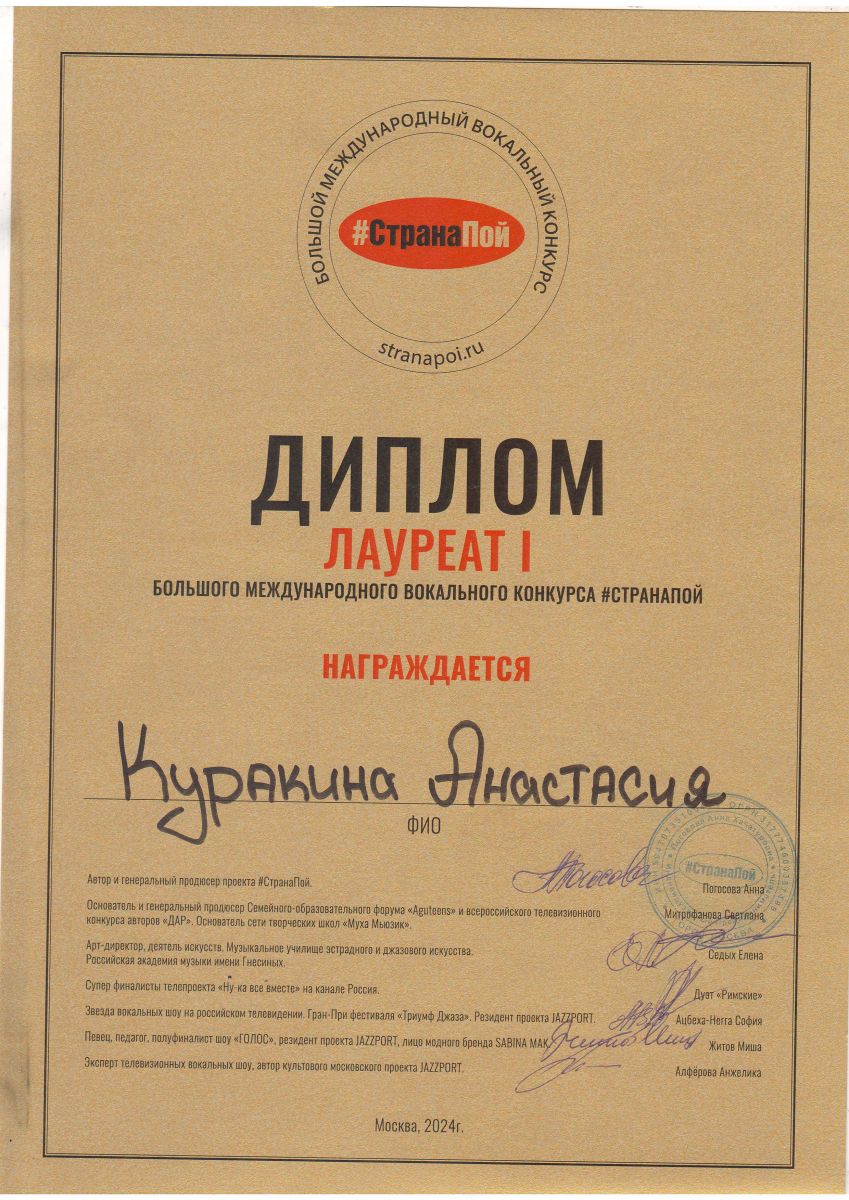 БОЛЬШОЙ МЕЖДУНАРОДНЫЙ ВОКАЛЬНЫЙ КОНКУРС
#СтранаПой
stranapoi.ru
ДИПЛОМ
ЛАУРЕАТ I
БОЛЬШОГО МЕЖДУНАРОДНОГО ВОКАЛЬНОГО КОНКУРСА #СТРАНАПОЙ
НАГРАЖДАЕТСЯ
Куракина Анастасия
ФИО
Автор и генеральный продюсер проекта #СтранаПой.
Погосова Анна
#СтранаПой
Основатель и генеральный продюсер Семейного-образовательного форума «Aguteens» и всероссийского телевизионного
конкурса авторов «ДАР». Основатель сети творческих школ «Муха Мьюзик».
Митрофанова Светлана
Арт-директор, деятель искусств. Музыкальное училище эстрадного и джазового искусства.
Российская академия музыки имени Гнесиных.
Седых Елена
Супер финалисты телепроекта «Ну-ка все вместе» на канале Россия.
Дуэт «Римские»
Звезда вокальных шоу на российском телевидении. Гран-При фестиваля «Триумф Джаза». Резидент проекта JAZZPORT.
Ацбеха-Негга София
Певец, педагог, полуфиналист шоу «ГОЛОС», резидент проекта JAZZPORT, лицо модного бренда SABINA MAK.
Житов Миша
Эксперт телевизионных вокальных шоу, автор культового московского проекта JAZZPORT.
Алфёрова Анжелика
Москва, 2024г.